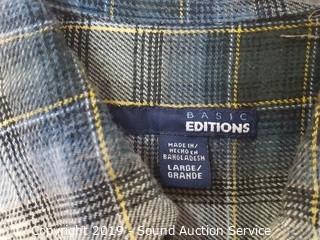 BASIC
EDITIONS
MADE IN/
HECHO EN
BANGLADESH
LARGE/
GRANDE
Copyright 2019 - Sound Auction Service